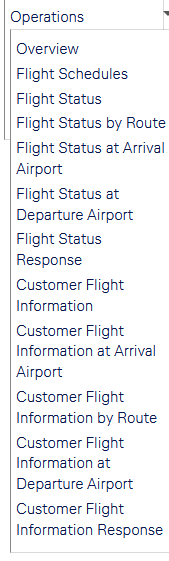 Operations
Overview
Flight Schedules
Flight Status
Flight Status by Route
Flight Status at Arrival
Airport
Flight Status at
Departure Airport
Flight Status
Response
Customer Flight
Information
Customer Flight
Information at Arrival
Airport
Customer Flight
Information by Route
Customer Flight
Information at
Departure Airport
Customer Flight
Information Response